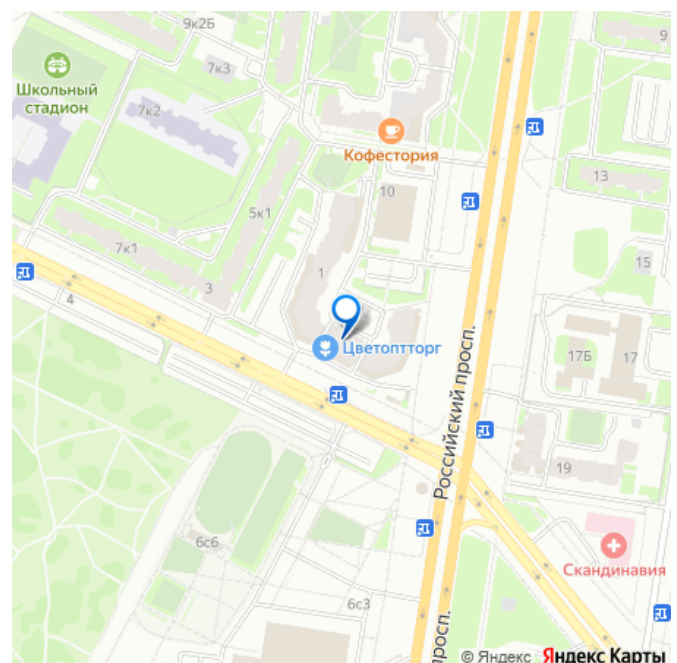 9к2Б
9
7к3
Школьный
стадион
7к2
Кофестория
13
10
5к1
7к1
1
15
3
4
Цветоптторг
17Б
17
Российский просп.
19
6с6
Скандинавия
6с3
просп.
© Яндекс Яндекс Карты